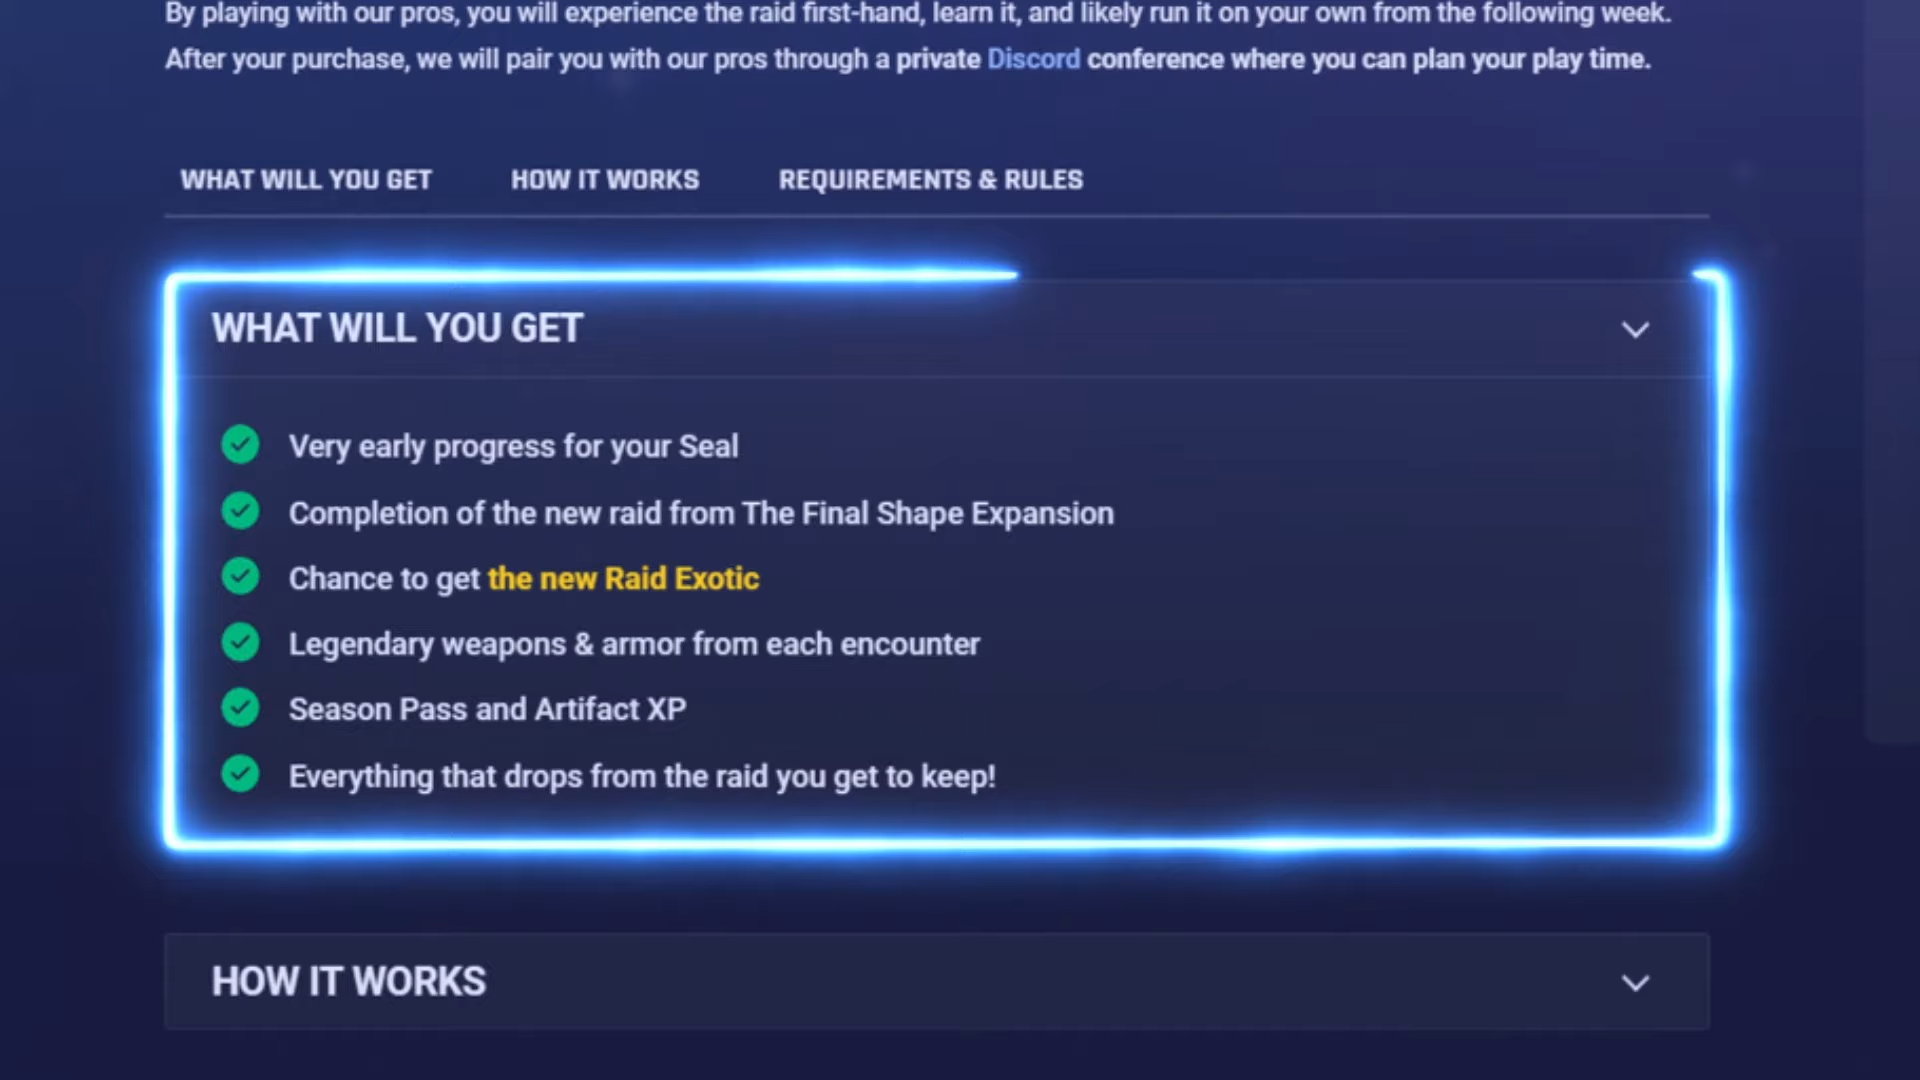 By playing with our pros, you will experience the raid first-hand, learn it, and likely run it on your own from the following week.
After your purchase, we will pair you with our pros through a private Discord conference where you can plan your play time.
WHAT WILL YOU GET HOW IT WORKS REQUIREMENTS & RULES
WHAT WILL YOU GET
Very early progress for your Seal
Completion of the new raid from The Final Shape Expansion
Chance to get the new Raid Exotic
Legendary weapons & armor from each encounter
Season Pass and Artifact XP
Everything that drops from the raid you get to keep!
HOW IT WORKS